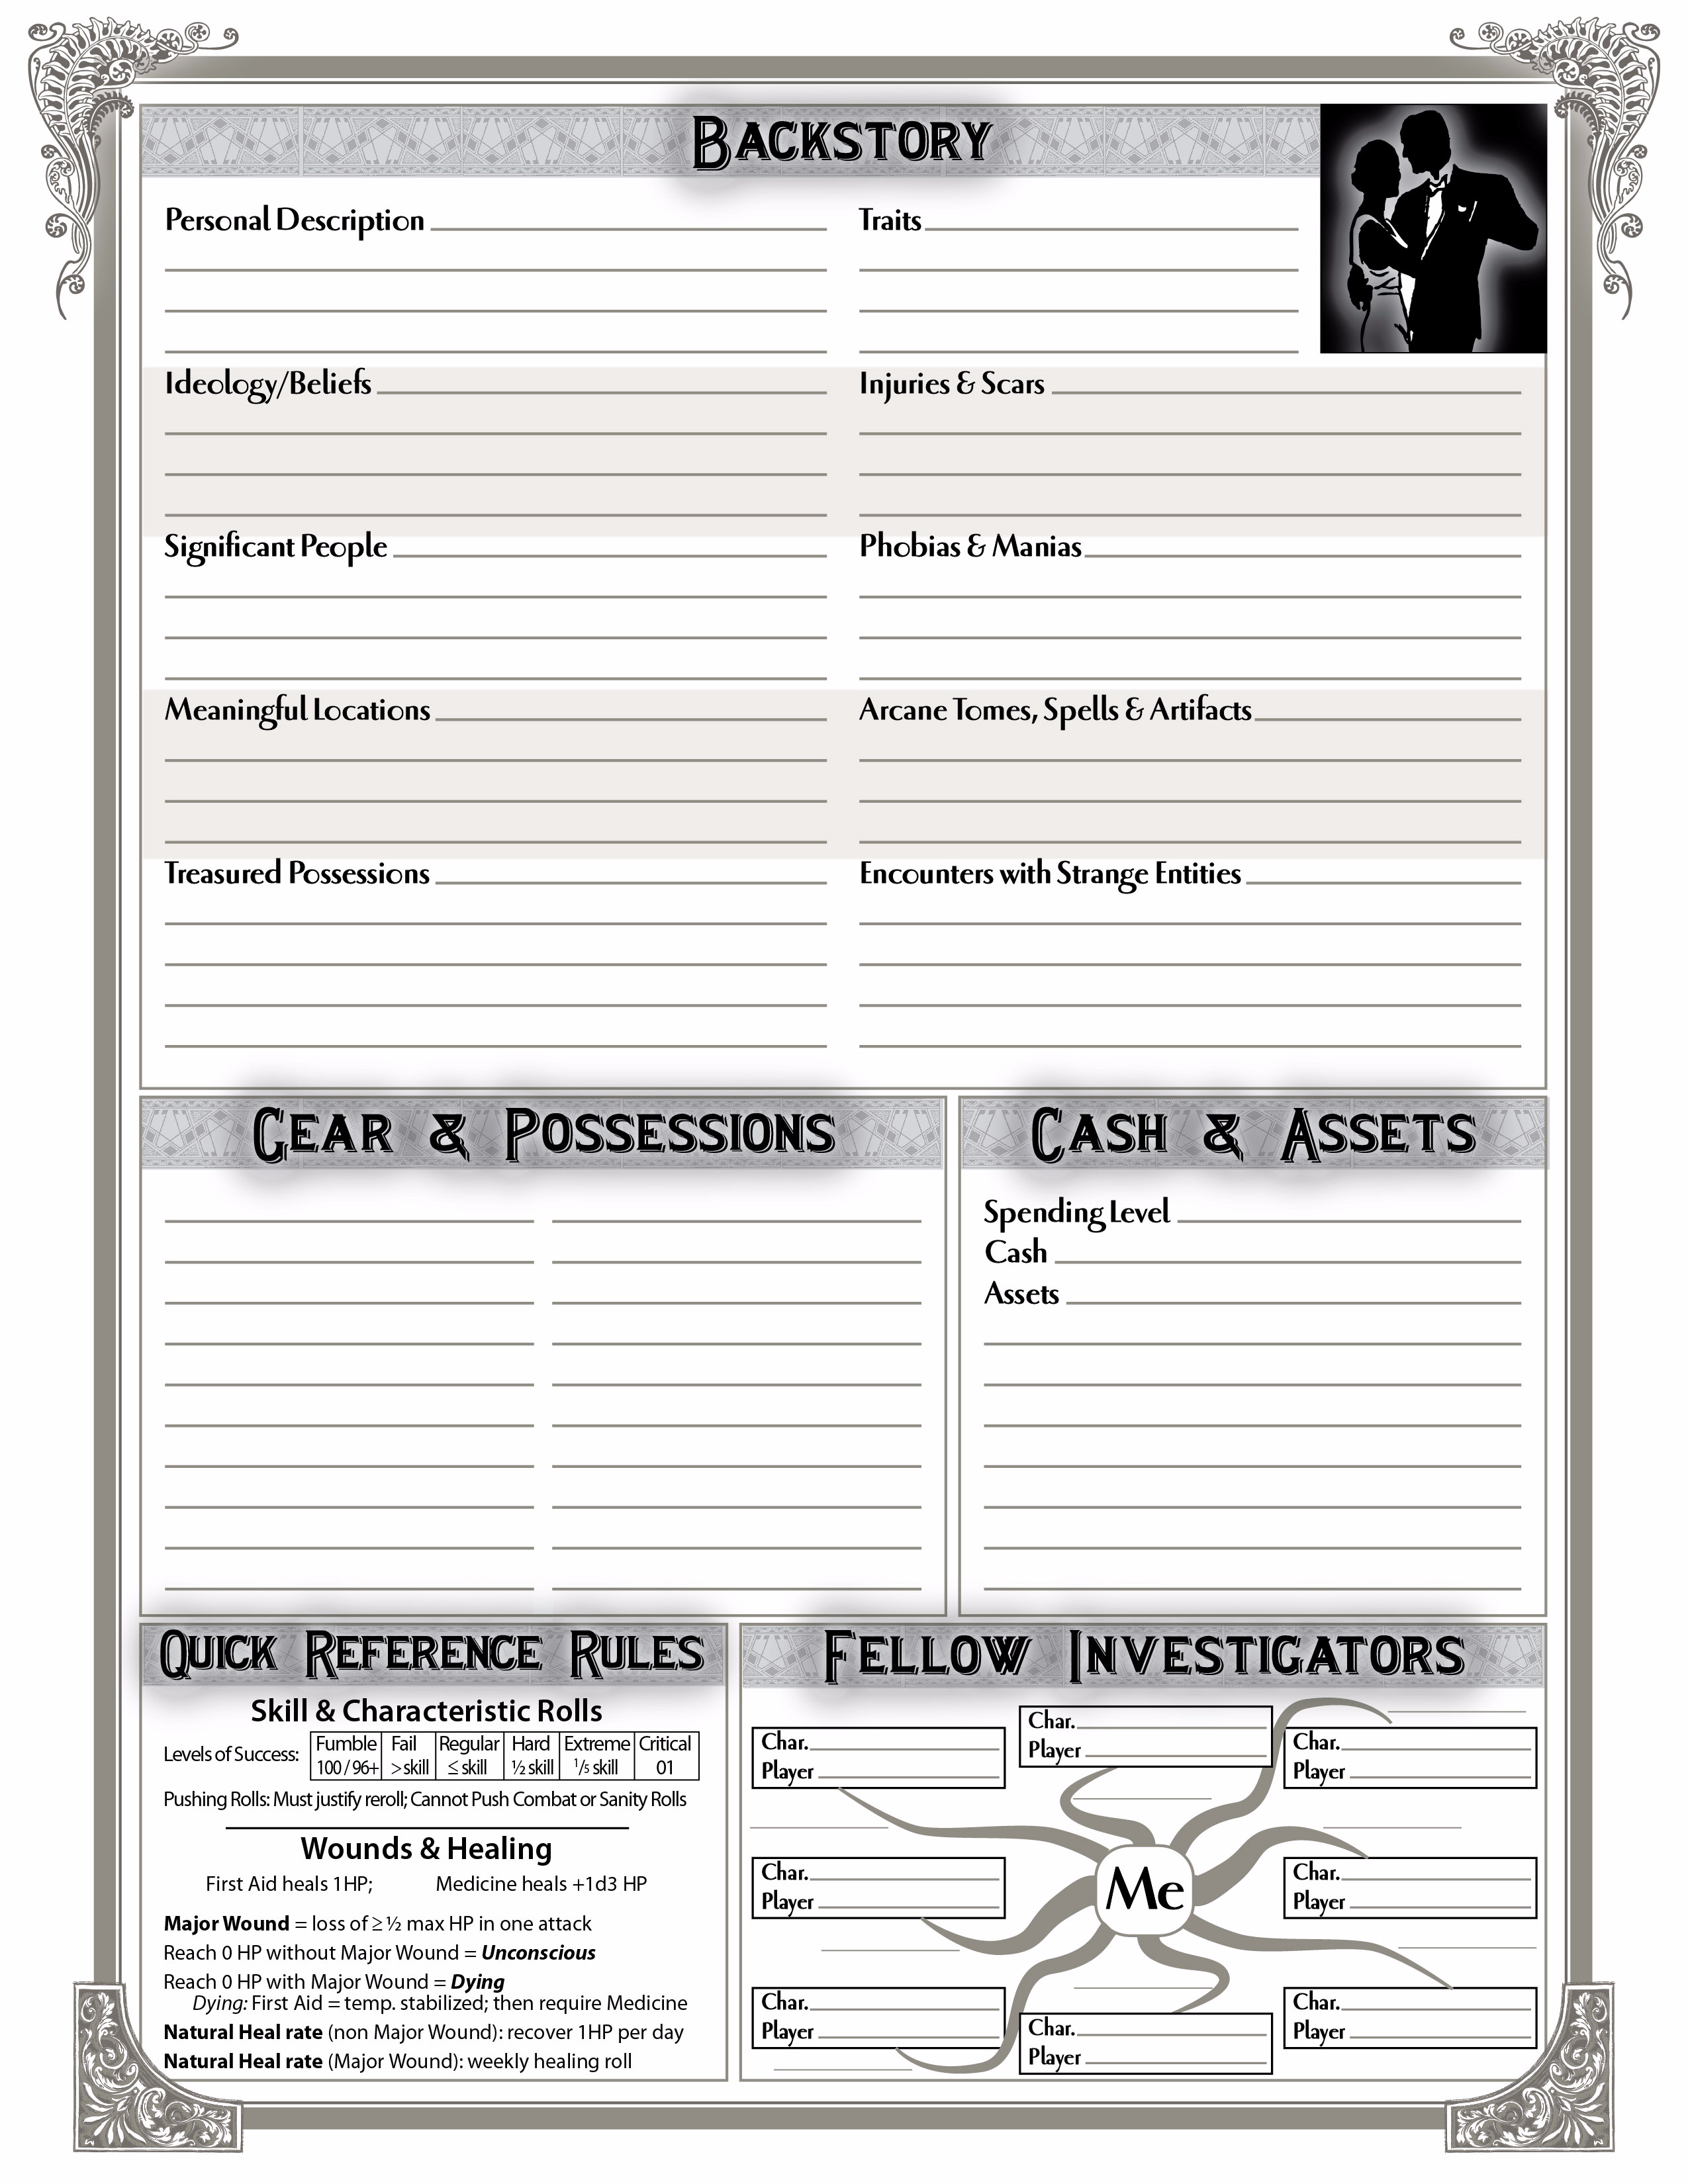 BACKSTORY
Personal Description
Traits
Ideology/Beliefs
Injuries & Scars
Significant People
Phobias & Manias
Meaningful Locations
Arcane Tomes, Spells & Artifacts
Treasured Possessions
Encounters with Strange Entities
GEAR & POSSESSIONS
CASH & ASSETS
Spending Level
Cash
Assets
QUICK REFERENCE RULES
Skill & Characteristic Rolls
Levels of Success: Fumble Fail Regular Hard Extreme Critical
100 / 96+ > skill ≤ skill ½ skill 1/5 skill 01
Pushing Rolls: Must justify reroll; Cannot Push Combat or Sanity Rolls
Wounds & Healing
First Aid heals 1HP; Medicine heals +1d3 HP
Major Wound = loss of ≥ ½ max HP in one attack
Reach 0 HP without Major Wound = Unconscious
Reach 0 HP with Major Wound = Dying
Dying: First Aid = temp. stabilized; then require Medicine
Natural Heal rate (non Major Wound): recover 1HP per day
Natural Heal rate (Major Wound): weekly healing roll
FELLOW INVESTIGATORS
Char.
Player
Char.
Player
Char.
Player
Char.
Player
Me
Char.
Player
Char.
Player
Char.
Player
Char.
Player